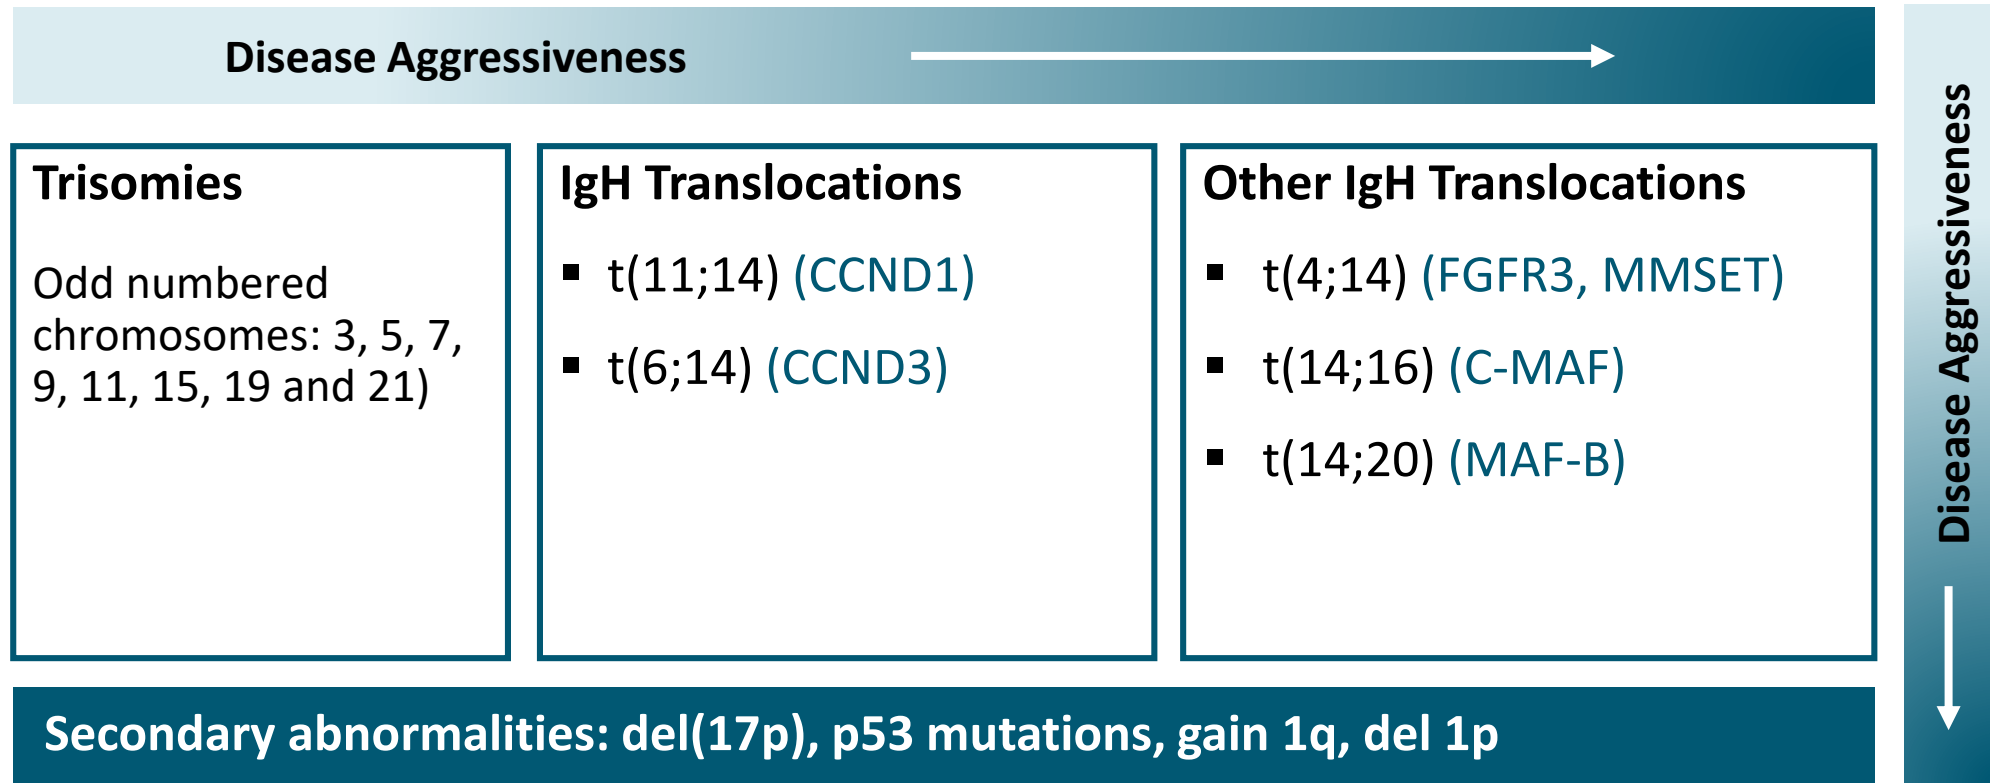 Disease Aggressiveness
Trisomies
Odd numbered
chromosomes: 3, 5, 7,
9, 11, 15, 19 and 21)
IgH Translocations
▪ t(11;14) (CCND1)
▪ t(6;14) (CCND3)
Other IgH Translocations
▪ t(4;14) (FGFR3, MMSET)
▪ t(14;16) (C-MAF)
▪ t(14;20) (MAF-B)
Secondary abnormalities: del(17p), p53 mutations, gain 1q, del 1p
Disease Aggressiveness